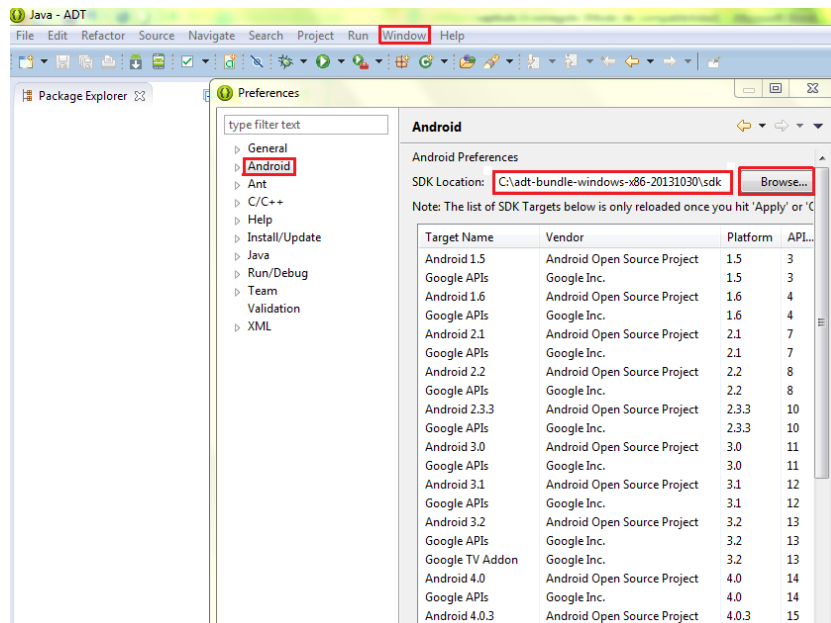 Java - ADT
File Edit Refactor Source Navigate Search Project Run Window Help
Package Explorer
Preferences
type filter text
General
Android
Ant
C/C++
Help
Install/Update
Java
Run/Debug
Team
Validation
XML
Android
Android Preferences
SDK Location: C:\adt-bundle-windows-x86-20131030\sdk Browse...
Note: The list of SDK Targets below is only reloaded once you hit 'Apply' or 'C
Target Name Vendor Platform API...
Android 1.5 Android Open Source Project 1.5 3
Google APIs Google Inc. 1.5 3
Android 1.6 Android Open Source Project 1.6 4
Google APIs Google Inc. 1.6 4
Android 2.1 Android Open Source Project 2.1 7
Google APIs Google Inc. 2.1 7
Android 2.2 Android Open Source Project 2.2 8
Google APIs Google Inc. 2.2 8
Android 2.3.3 Android Open Source Project 2.3.3 10
Google APIs Google Inc. 2.3.3 10
Android 3.0 Android Open Source Project 3.0 11
Google APIs Google Inc. 3.0 11
Android 3.1 Android Open Source Project 3.1 12
Google APIs Google Inc. 3.1 12
Android 3.2 Android Open Source Project 3.2 13
Google APIs Google Inc. 3.2 13
Google TV Addon Google Inc. 3.2 13
Android 4.0 Android Open Source Project 4.0 14
Google APIs Google Inc. 4.0 14
Android 4.0.3 Android Open Source Project 4.0.3 15